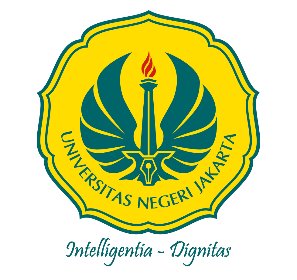 UNIVERSITAS NEGERI JAKARTA
Intelligentia - Dignitas